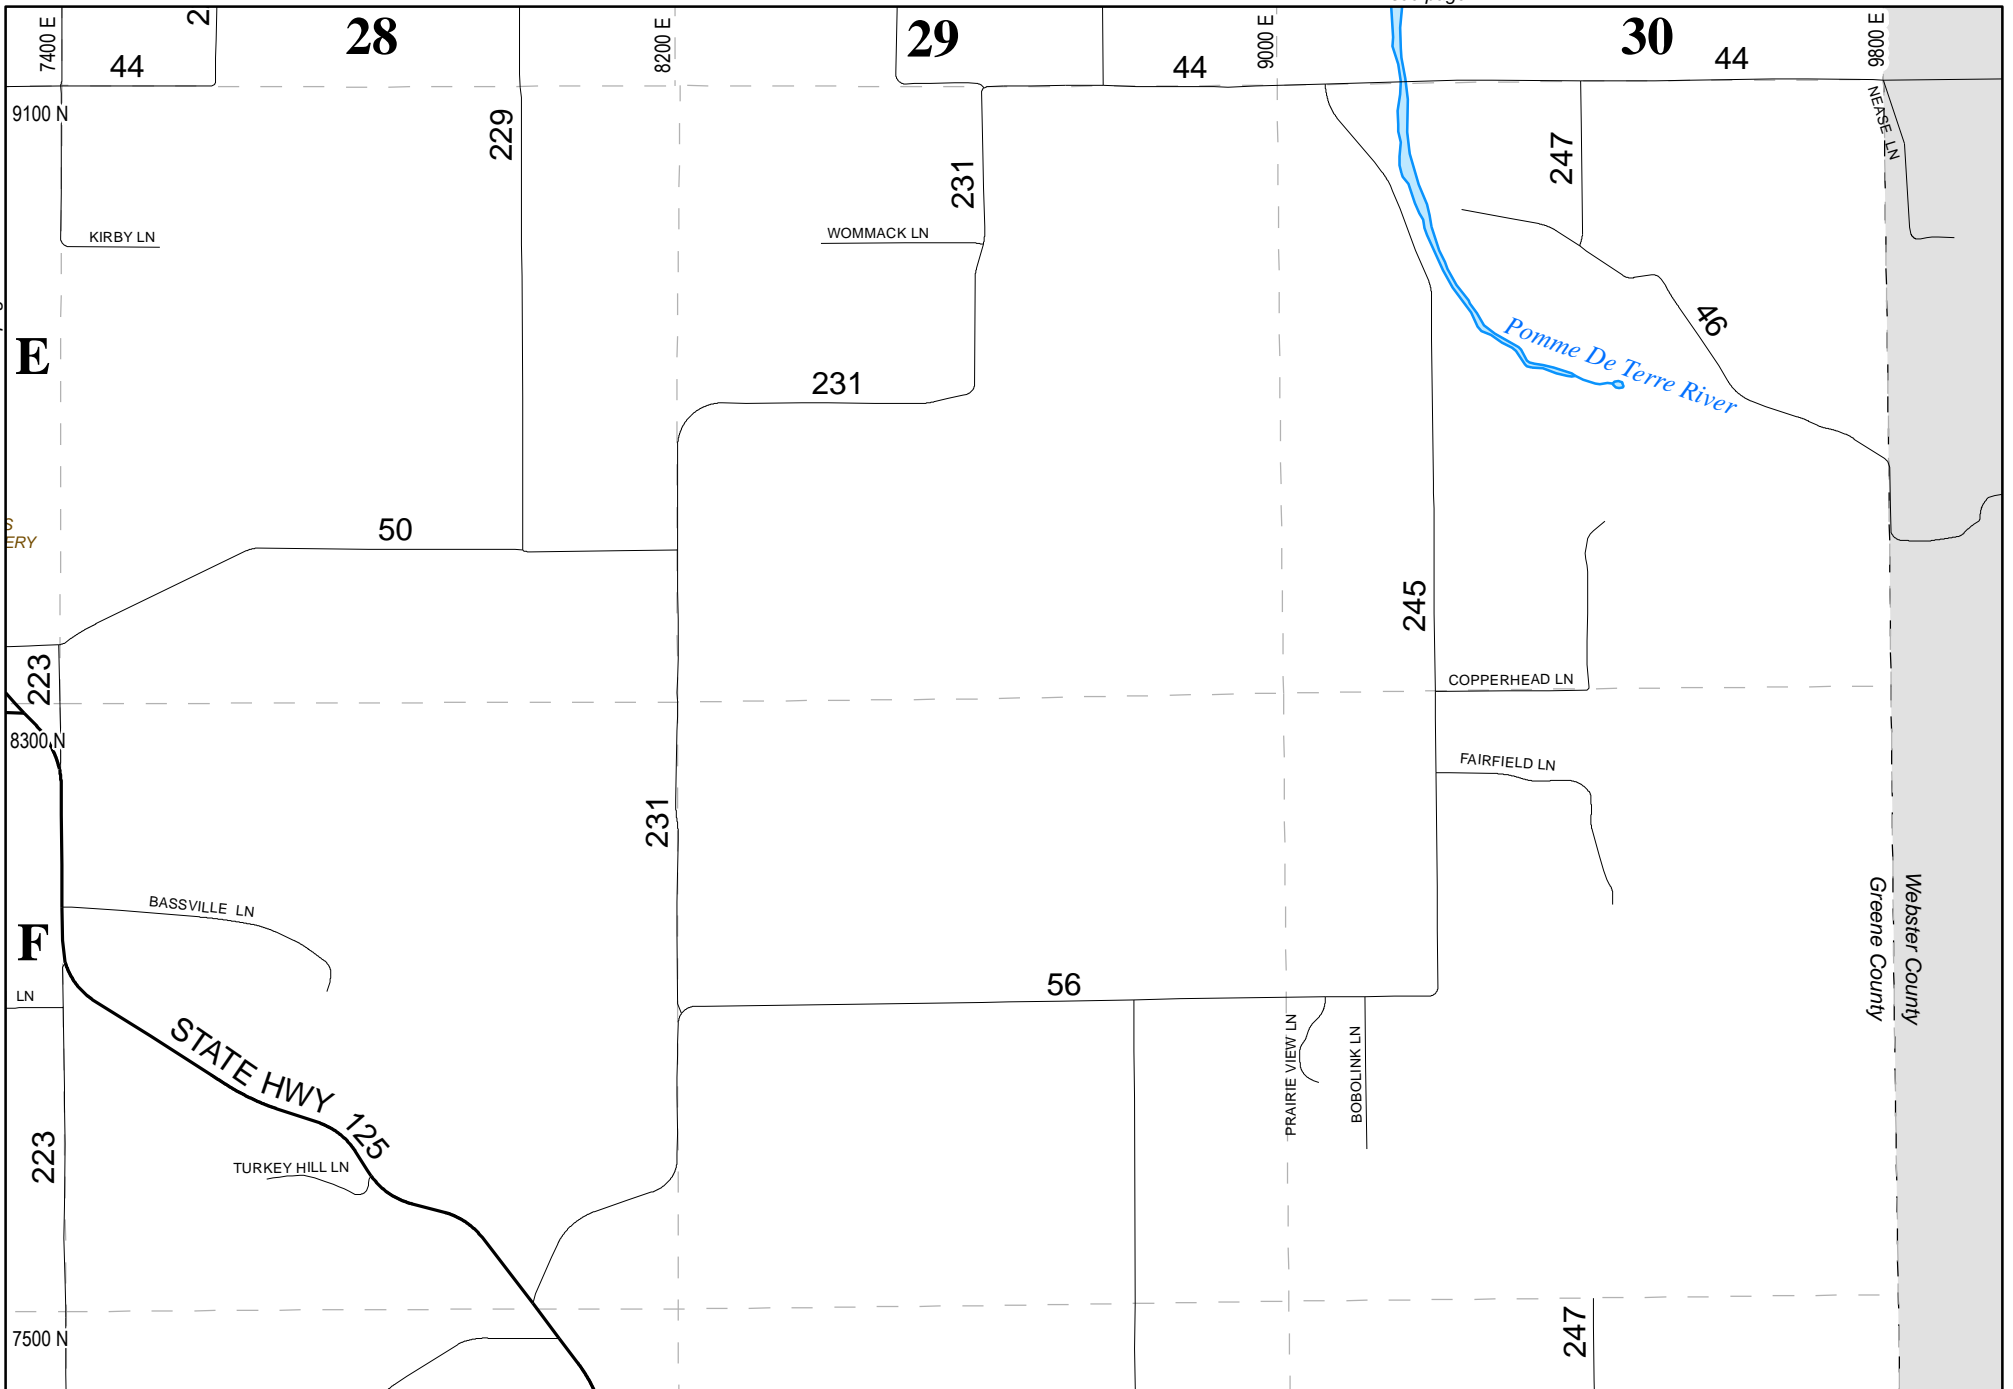 7400 E
2
28
8200 E
29
9000 E
30
9800 E
44
44
44
9100 N
229
231
247
NEASE LN
KIRBY LN
WOMMACK LN
E
46
Pomme De Terre River
231
50
ERY
245
223
COPPERHEAD LN
8300 N
FAIRFIELD LN
231
BASSVILLE LN
F
Greene County
Webster County
LN
56
STATE HWY 125
PRAIRIE VIEW LN
BOBOLINK LN
223
TURKEY HILL LN
247
7500 N